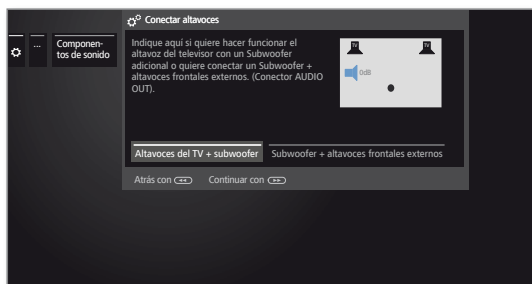 Conectar altavoces
...
Componen-
tos de sonido
Indique aquí si quiere hacer funcionar el
altavoz del televisor con un Subwoofer
adicional o quiere conectar un Subwoofer +
altavoces frontales externos. (Conector AUDIO
OUT).
TV
TV
0dB
Altavoces del TV + subwoofer
Subwoofer + altavoces frontales externos
Atrás con
Continuar con